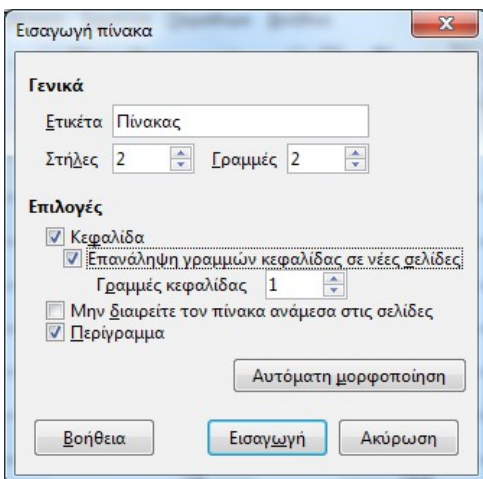 Εισαγωγή πίνακα
Γενικά
Ετικέτα Πίνακας
Στήλες 2 Γραμμές 2
Επιλογές
Κεφαλίδα
Επανάληψη γραμμών κεφαλίδας σε νέες σελίδες
Γραμμές κεφαλίδας 1
Μην διαιρείτε τον πίνακα ανάμεσα στις σελίδες
Περίγραμμα
Αυτόματη μορφοποίηση
Βοήθεια Εισαγωγή Ακύρωση